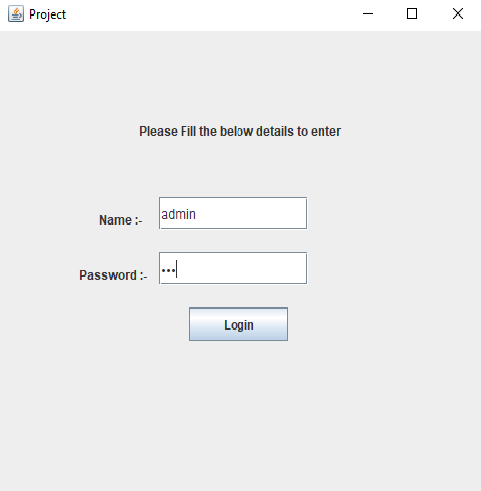 Project
Please Fill the below details to enter
Name :- admin
Password :- •••
Login